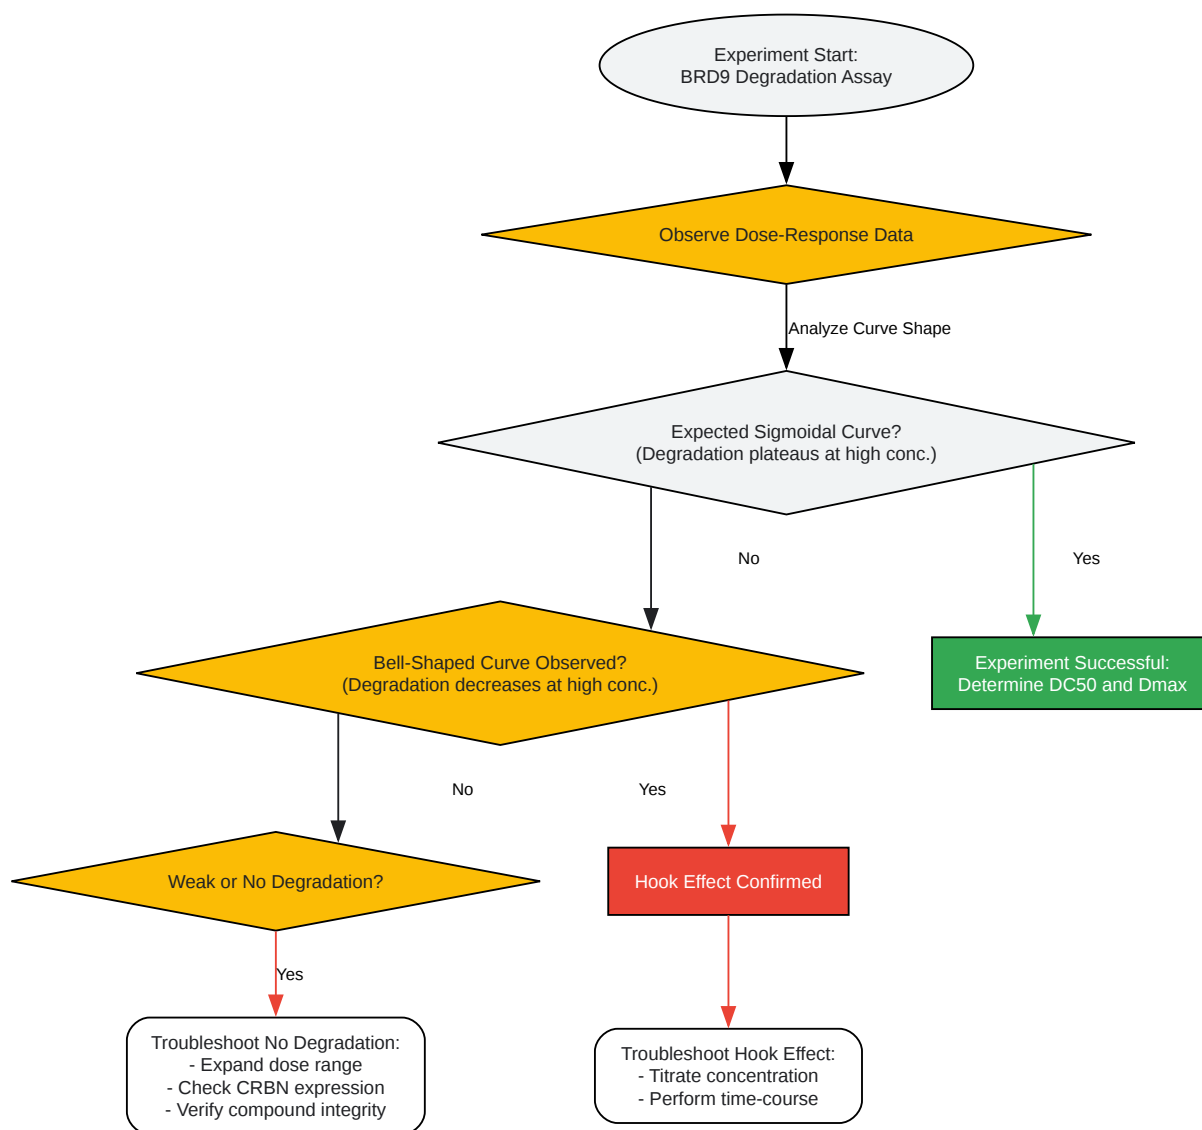 Experiment Start:
BRD9 Degradation Assay
Observe Dose-Response Data
Analyze Curve Shape
Expected Sigmoidal Curve?
(Degradation plateaus at high conc.)
No
Yes
Bell-Shaped Curve Observed?
(Degradation decreases at high conc.)
Experiment Successful:
Determine DC50 and Dmax
No
Yes
Weak or No Degradation?
Hook Effect Confirmed
Yes
Troubleshoot No Degradation:
- Expand dose range
- Check CRBN expression
- Verify compound integrity
Troubleshoot Hook Effect:
- Titrate concentration
- Perform time-course